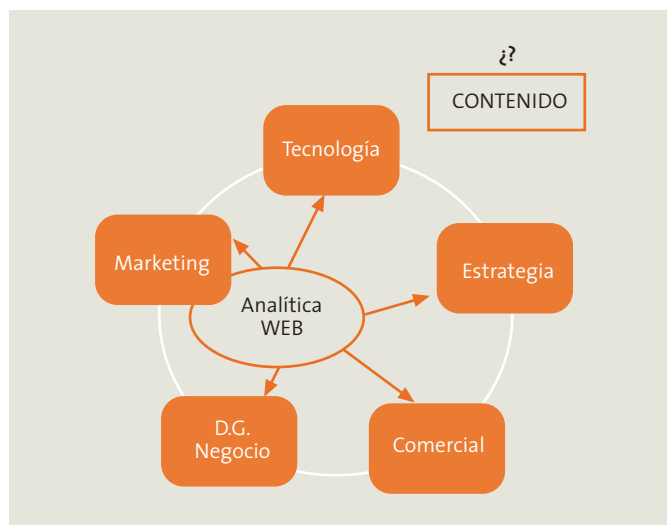 ¿?
CONTENIDO
Tecnología
Marketing
Estrategia
Analítica
WEB
D.G.
Negocio
Comercial